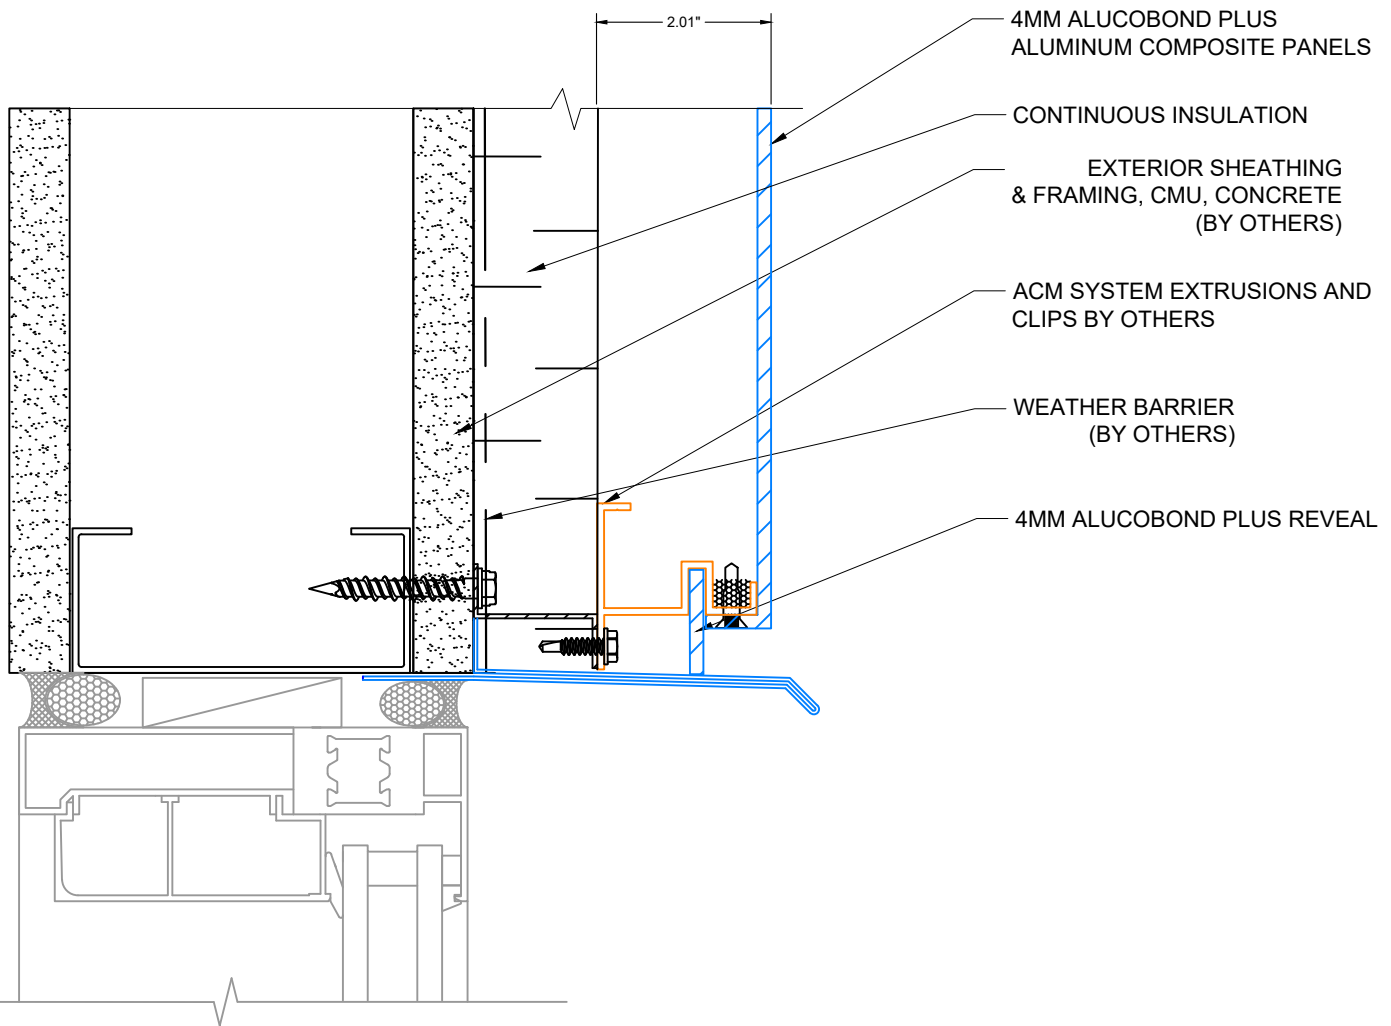 2.01"
4MM ALUCOBOND PLUS
ALUMINUM COMPOSITE PANELS
CONTINUOUS INSULATION
EXTERIOR SHEATHING
& FRAMING, CMU, CONCRETE
(BY OTHERS)
ACM SYSTEM EXTRUSIONS AND
CLIPS BY OTHERS
WEATHER BARRIER
(BY OTHERS)
4MM ALUCOBOND PLUS REVEAL